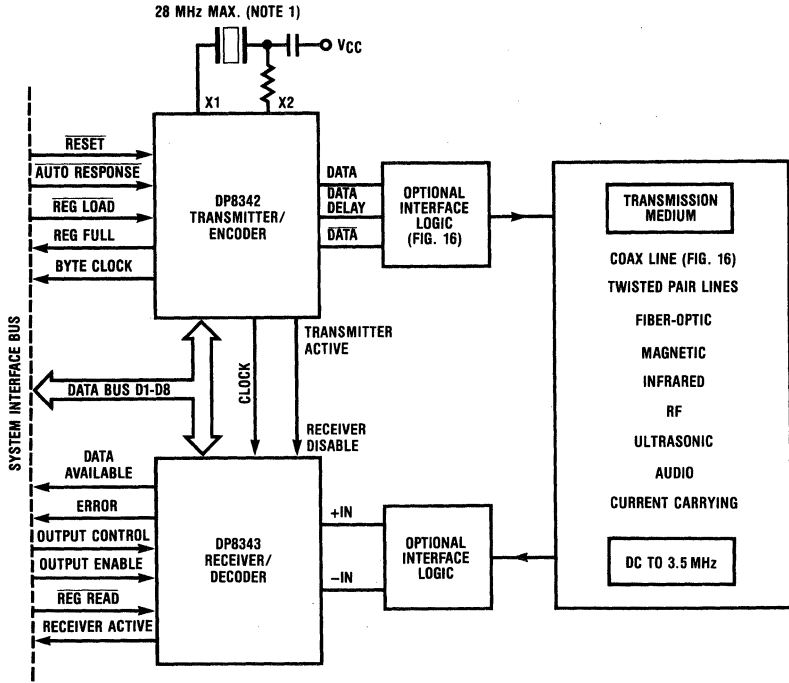 28 MHz MAX. (NOTE 1)
VCC
X1
X2
RESET
AUTO RESPONSE
REG LOAD
REG FULL
BYTE CLOCK
DP8342
TRANSMITTER/
ENCODER
DATA
DATA
DELAY
DATA
OPTIONAL
INTERFACE
LOGIC
(FIG. 16)
TRANSMISSION
MEDIUM
COAX LINE (FIG. 16)
TWISTED PAIR LINES
FIBER-OPTIC
MAGNETIC
INFRARED
RF
ULTRASONIC
AUDIO
CURRENT CARRYING
DC TO 3.5 MHz
SYSTEM INTERFACE BUS
DATA BUS D1-D8
CLOCK
TRANSMITTER
ACTIVE
RECEIVER
DISABLE
DATA
AVAILABLE
ERROR
OUTPUT CONTROL
OUTPUT ENABLE
REG READ
RECEIVER ACTIVE
DP8343
RECEIVER/
DECODER
+IN
–IN
OPTIONAL
INTERFACE
LOGIC